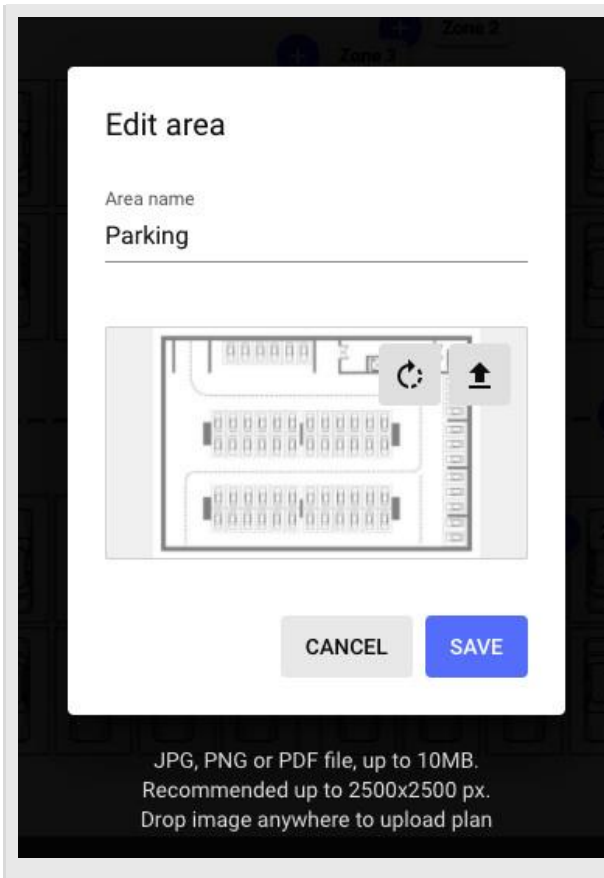 Zone 2
Zone 3
Edit area
Area name
Parking
CANCEL
SAVE
JPG, PNG or PDF file, up to 10MB.
Recommended up to 2500x2500 px.
Drop image anywhere to upload plan